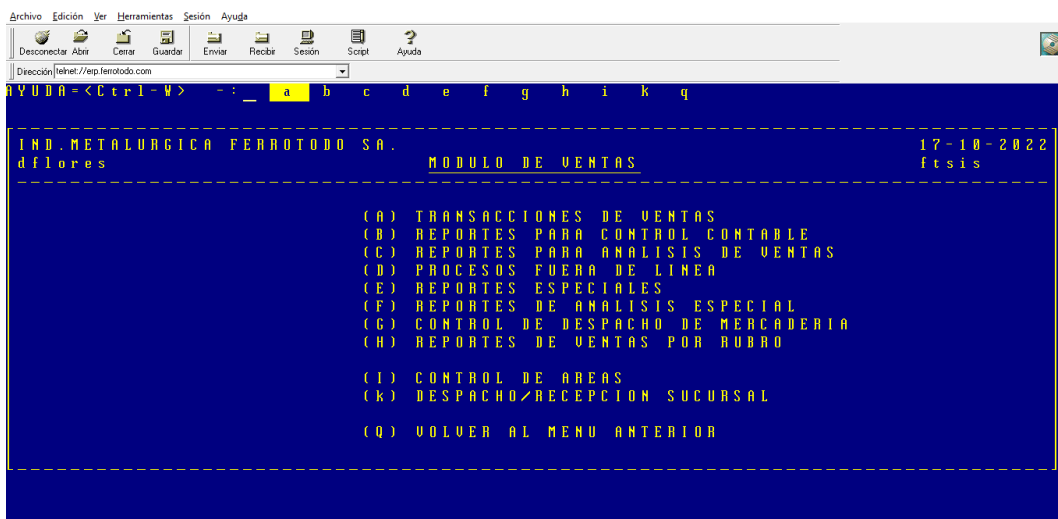 Archivo Edición Ver Herramientas Sesión Ayuda
Desconectar Abrir Cerrar Guardar Enviar Recibir Sesión Script Ayuda
Dirección telnet://erp.ferrotodo.com
AYUDA=<Ctrl-W> -:_ a b c d e f g h i k q
IND.METALURGICA FERROTODO SA. 17-10-2022
dflores MODULO DE VENTAS ftsis
(A) TRANSACCIONES DE VENTAS
(B) REPORTES PARA CONTROL CONTABLE
(C) REPORTES PARA ANALISIS DE VENTAS
(D) PROCESOS FUERA DE LINEA
(E) REPORTES ESPECIALES
(F) REPORTES DE ANALISIS ESPECIAL
(G) CONTROL DE DESPACHO DE MERCADERIA
(H) REPORTES DE VENTAS POR RUBRO
(I) CONTROL DE AREAS
(k) DESPACHO/RECEPCION SUCURSAL
(Q) VOLVER AL MENU ANTERIOR